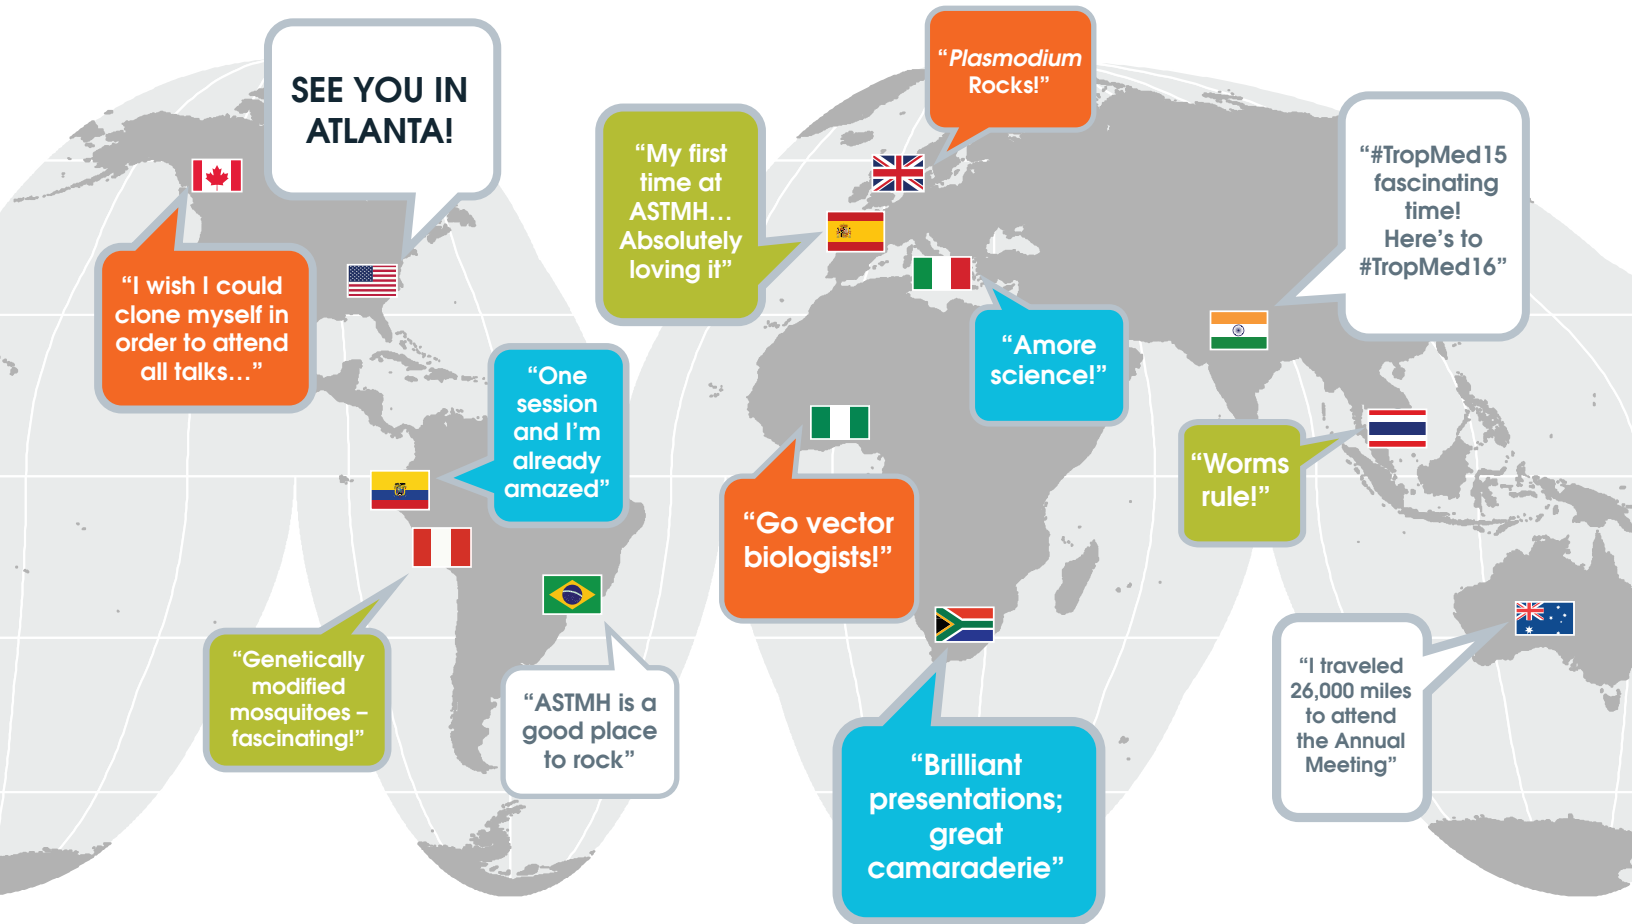 SEE YOU IN
ATLANTA!
“Plasmodium
Rocks!”
“My first
time at
ASTMH…
Absolutely
loving it”
“#TropMed15
fascinating
time!
Here’s to
#TropMed16”
“I wish I could
clone myself in
order to attend
all talks…”
“One
session
and I’m
already
amazed”
“Amore
science!”
“Worms
rule!”
“Go vector
biologists!”
“Genetically
modified
mosquitoes –
fascinating!”
“ASTMH is a
good place
to rock”
“Brilliant
presentations;
great
camaraderie”
“I traveled
26,000 miles
to attend
the Annual
Meeting”